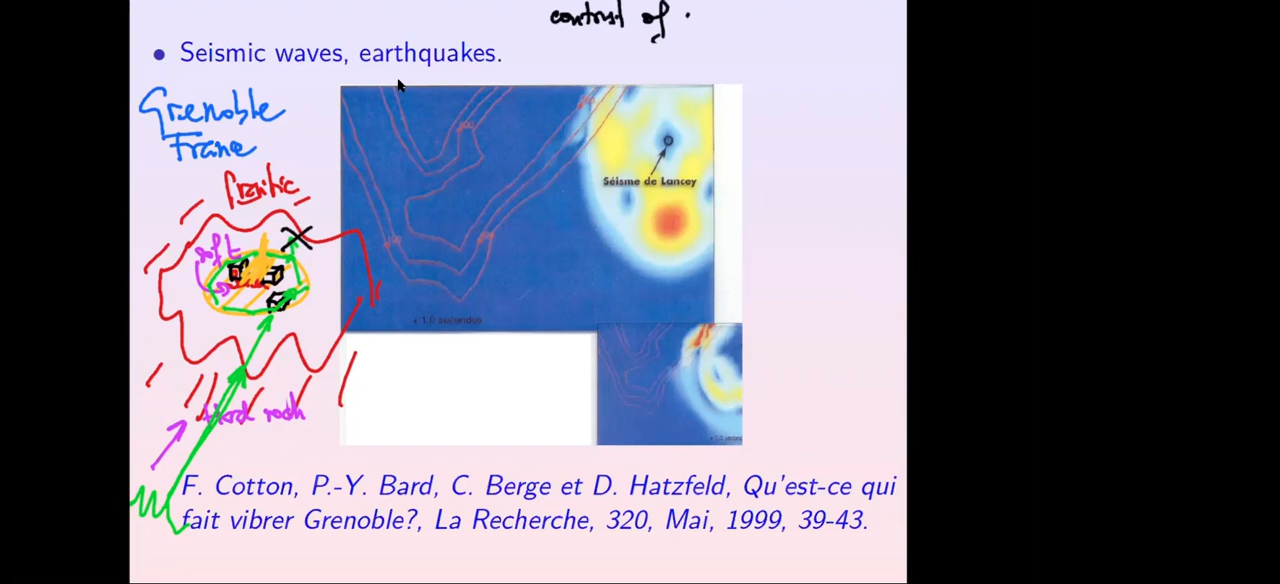 control of .
• Seismic waves, earthquakes.
Grenoble
France
soft
Séisme de Lancey
Hard rock
F. Cotton, P.-Y. Bard, C. Berge et D. Hatzfeld, Qu'est-ce qui
fait vibrer Grenoble?, La Recherche, 320, Mai, 1999, 39-43.